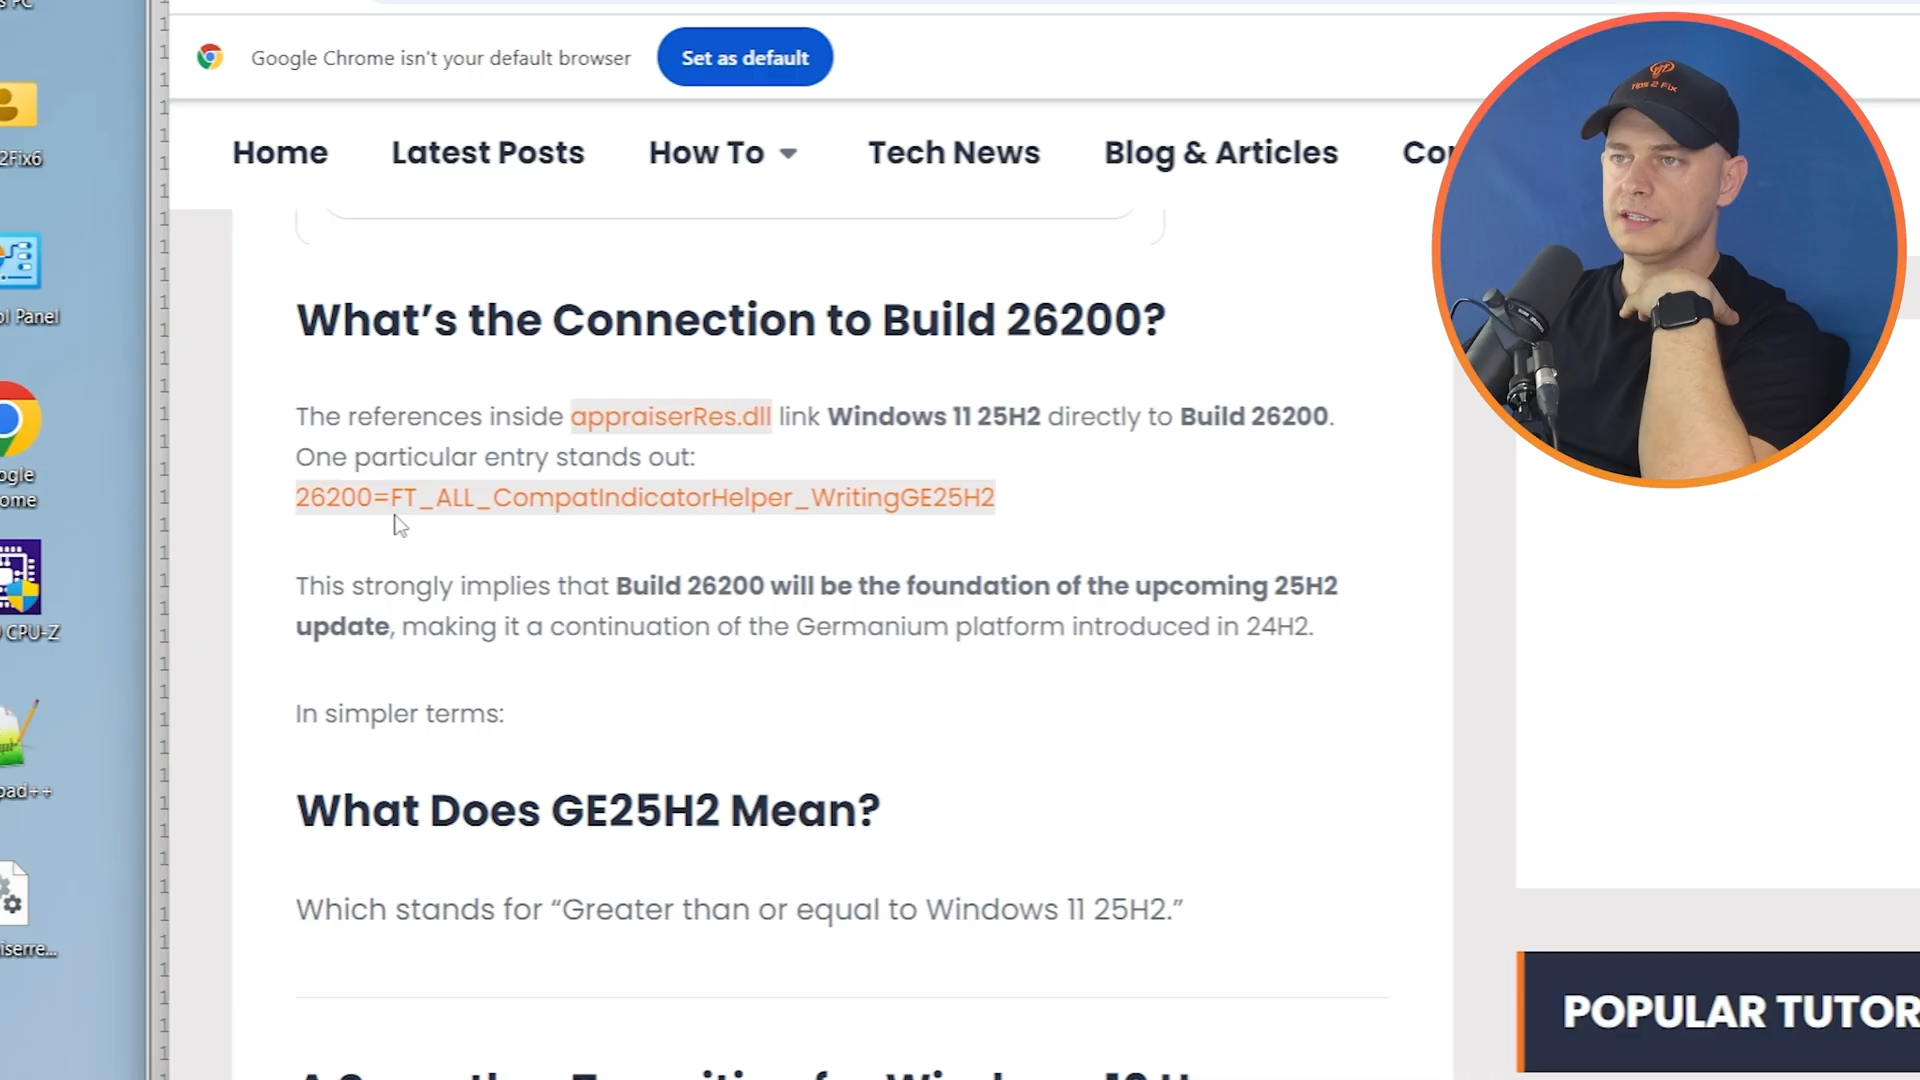 Google Chrome isn't your default browser Set as default
Home Latest Posts How To Tech News Blog & Articles
Tips 2 Fix
2Fix6
What's the Connection to Build 26200?
Panel
The references inside appraiserRes.dll link Windows 11 25H2 directly to Build 26200.
One particular entry stands out:
26200=FT_ALL_CompatIndicatorHelper_WritingGE25H2
This strongly implies that Build 26200 will be the foundation of the upcoming 25H2
update, making it a continuation of the Germanium platform introduced in 24H2.
CPU-Z
In simpler terms:
What Does GE25H2 Mean?
Which stands for “Greater than or equal to Windows 11 25H2.”
POPULAR TUTOR